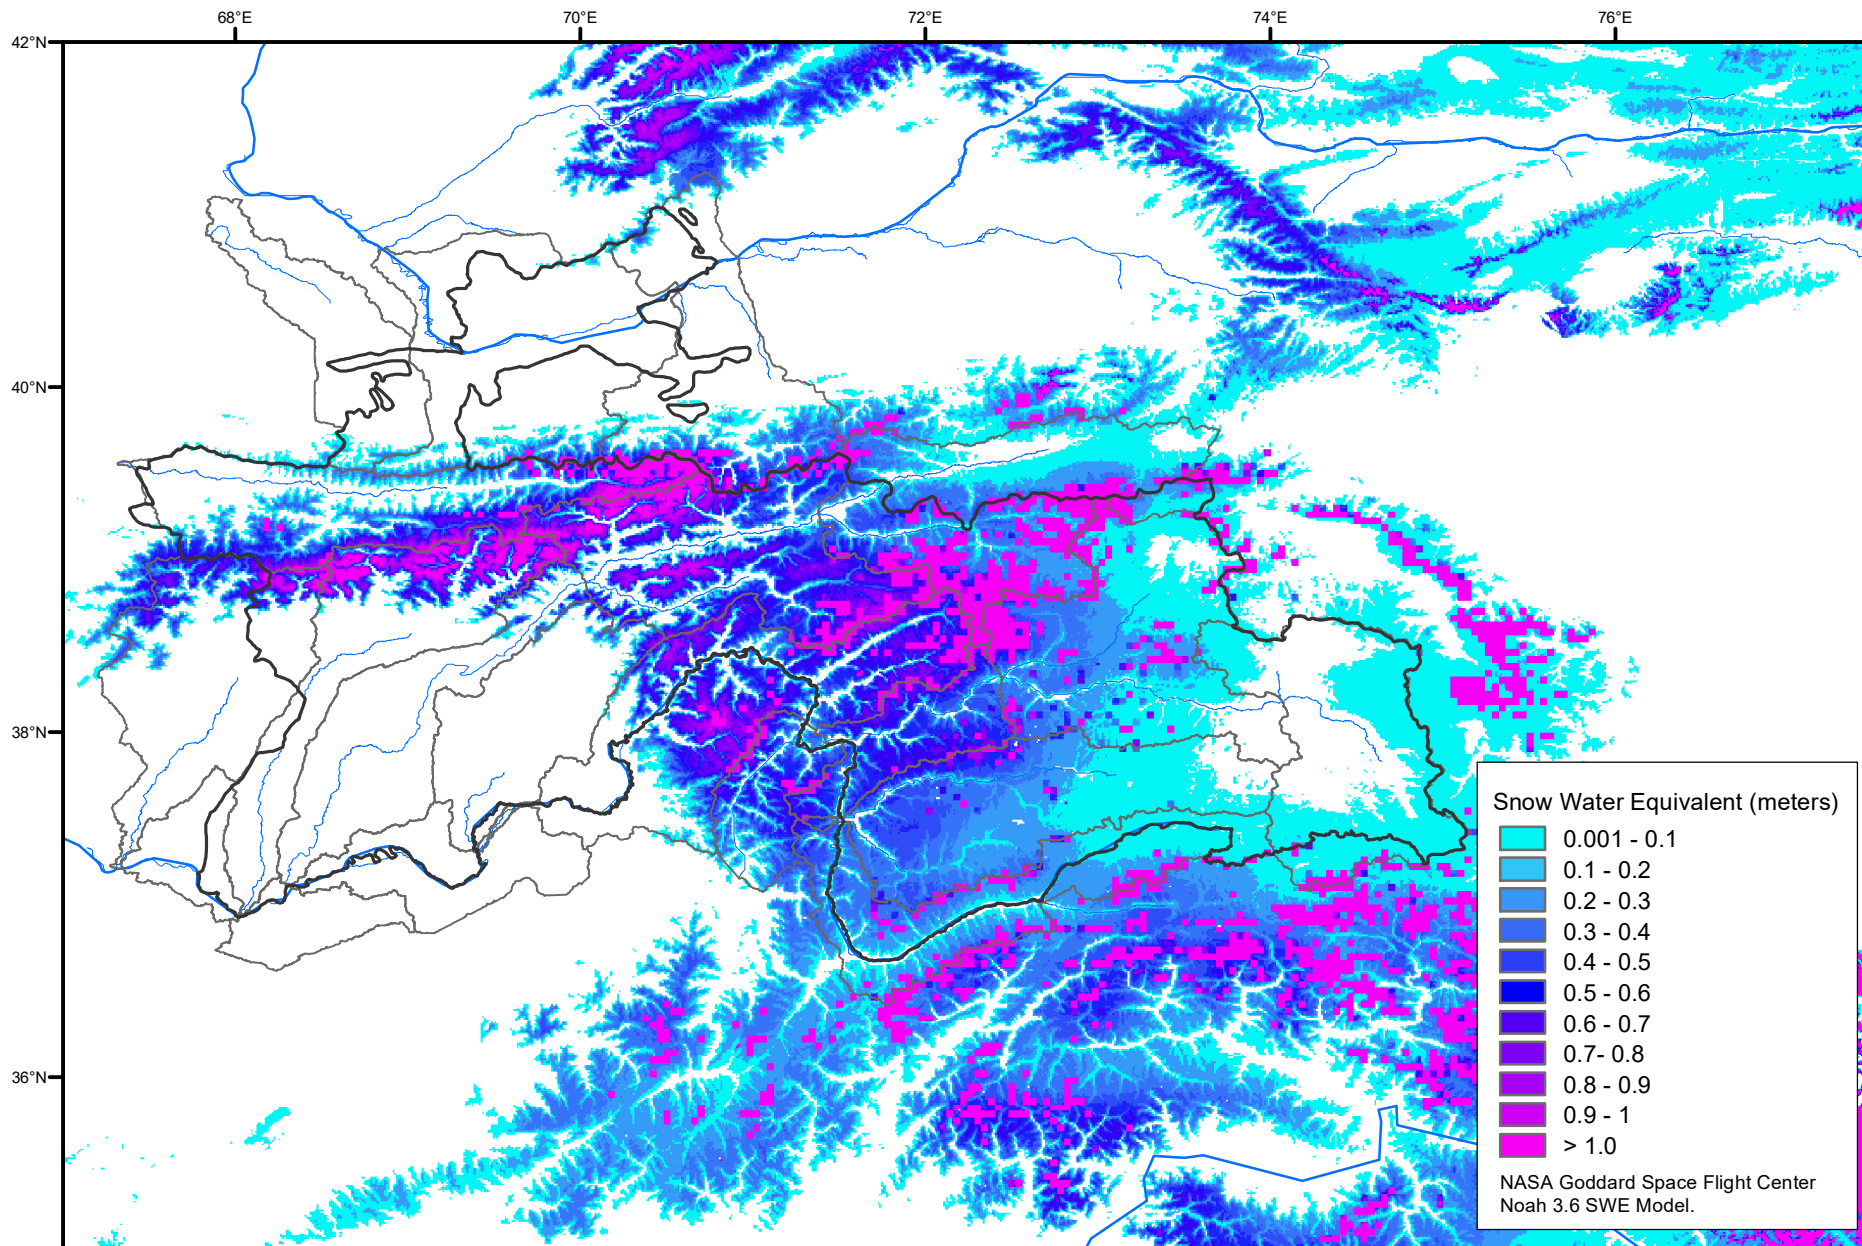 68°E
70°E
72°E
74°E
76°E
42°N
40°N
38°N
36°N
Snow Water Equivalent (meters)
0.001 - 0.1
0.1 - 0.2
0.2 - 0.3
0.3 - 0.4
0.4 - 0.5
0.5 - 0.6
0.6 - 0.7
0.7- 0.8
0.8 - 0.9
0.9 - 1
> 1.0
NASA Goddard Space Flight Center
Noah 3.6 SWE Model.